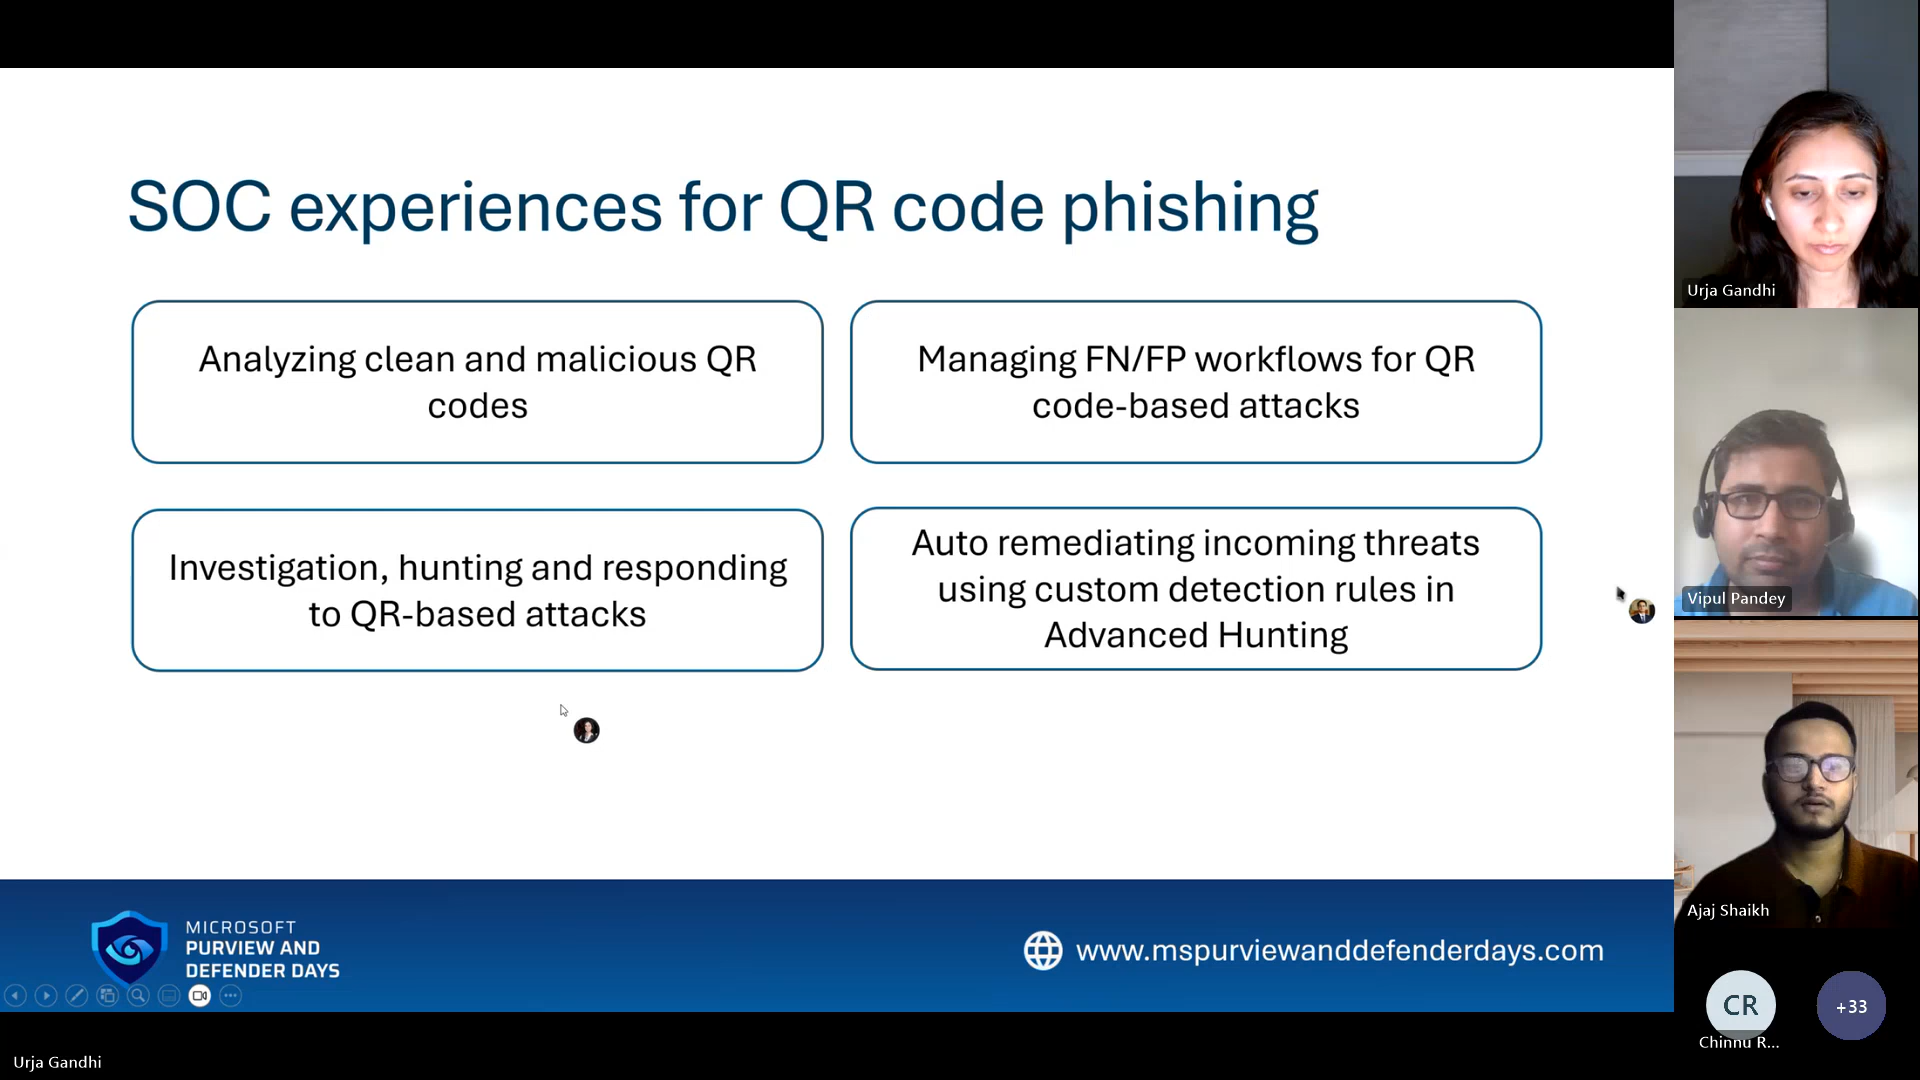 SOC experiences for QR code phishing
Analyzing clean and malicious QR
codes
Managing FN/FP workflows for QR
code-based attacks
Investigation, hunting and responding
to QR-based attacks
Auto remediating incoming threats
using custom detection rules in
Advanced Hunting
MICROSOFT
PURVIEW AND
DEFENDER DAYS
www.mspurviewanddefenderdays.com
Urja Gandhi
Urja Gandhi
Vipul Pandey
Ajaj Shaikh
CR
+33
Chinnu R...